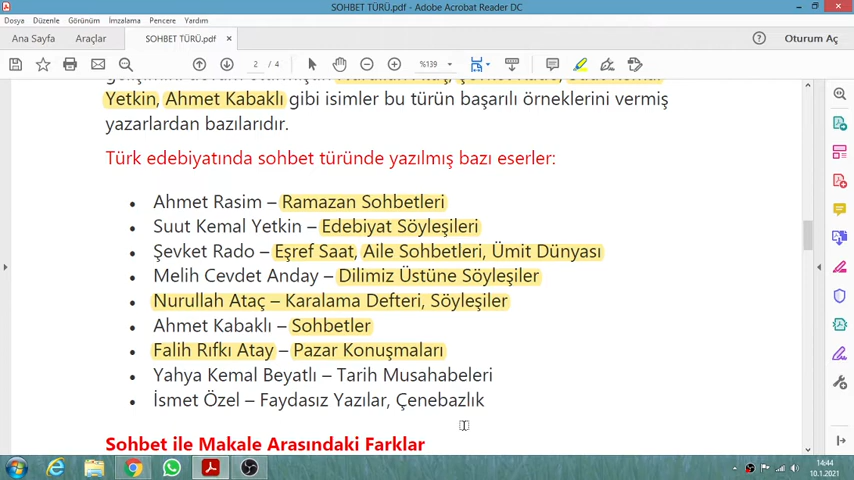 SOHBET TÜRÜ.pdf - Adobe Acrobat Reader DC
Dosya Düzenle Görünüm İmzalama Pencere Yardım
Ana Sayfa Araçlar SOHBET TÜRÜ.pdf Oturum Aç
2 / 4 %139
Yetkin, Ahmet Kabaklı gibi isimler bu türün başarılı örneklerini vermiş
yazarlardan bazılarıdır.
Türk edebiyatında sohbet türünde yazılmış bazı eserler:
• Ahmet Rasim – Ramazan Sohbetleri
• Suut Kemal Yetkin – Edebiyat Söyleşileri
• Şevket Rado – Eşref Saat, Aile Sohbetleri, Ümit Dünyası
• Melih Cevdet Anday – Dilimiz Üstüne Söyleşiler
• Nurullah Ataç – Karalama Defteri, Söyleşiler
• Ahmet Kabaklı – Sohbetler
• Falih Rıfkı Atay – Pazar Konuşmaları
• Yahya Kemal Beyatlı – Tarih Musahabeleri
• İsmet Özel – Faydasız Yazılar, Çenebazlık
Sohbet ile Makale Arasındaki Farklar
14:44
10.1.2021